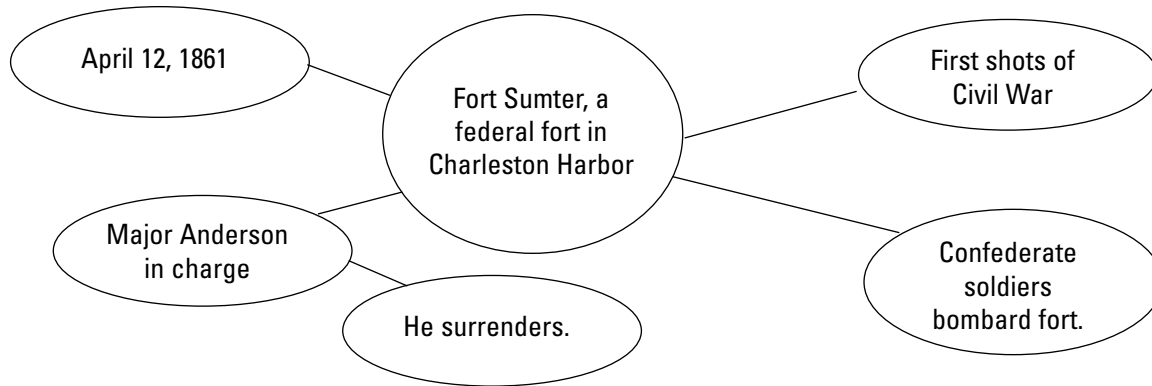 April 12, 1861
Fort Sumter, a
federal fort in
Charleston Harbor
First shots of
Civil War
Major Anderson
in charge
He surrenders.
Confederate
soldiers
bombard fort.